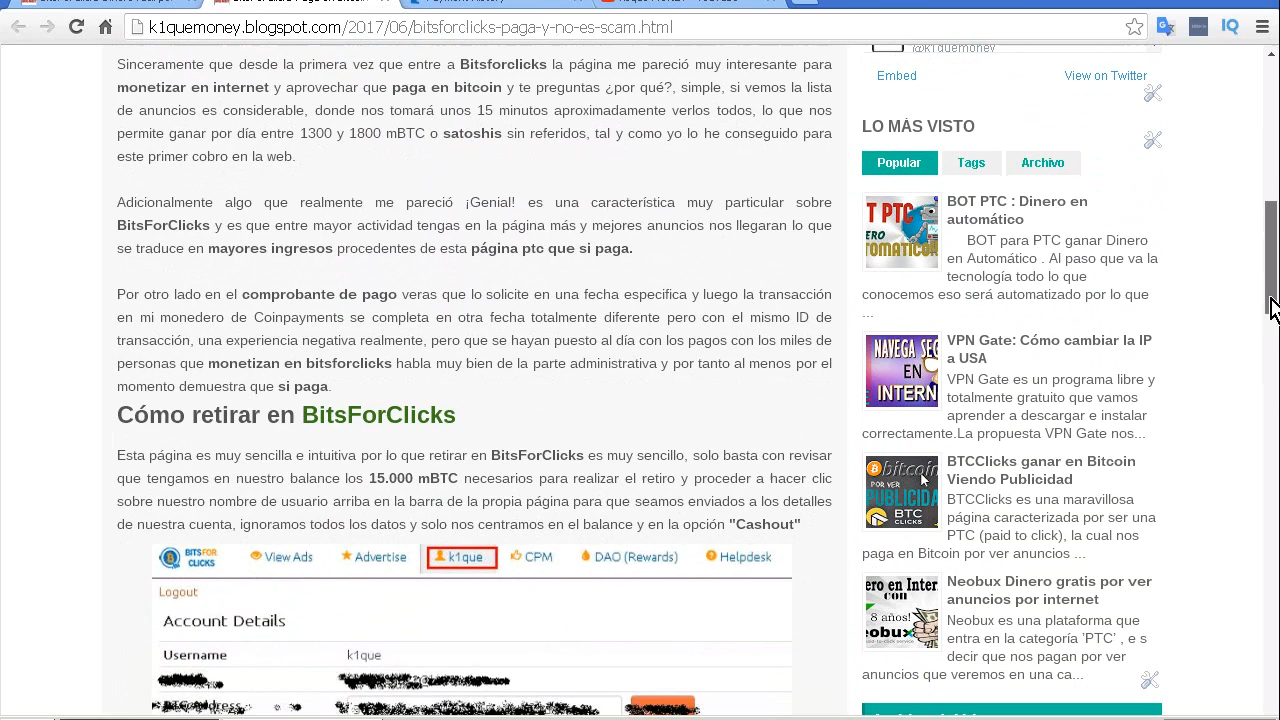 k1quemoney.blogspot.com/2017/06/bitsforclicks-paga-y-no-es-scam.html
Sinceramente que desde la primera vez que entre a Bitsforclicks la página me pareció muy interesante para
monetizar en internet y aprovechar que paga en bitcoin y te preguntas ¿por qué?, simple, si vemos la lista
de anuncios es considerable, donde nos tomará unos 15 minutos aproximadamente verlos todos, lo que nos
permite ganar por día entre 1300 y 1800 mBTC o satoshis sin referidos, tal y como yo lo he conseguido para
este primer cobro en la web.
Adicionalmente algo que realmente me pareció ¡Genial! es una característica muy particular sobre
BitsForClicks y es que entre mayor actividad tengas en la página más y mejores anuncios nos llegaran lo que
se traduce en mayores ingresos procedentes de esta página ptc que si paga.
Por otro lado en el comprobante de pago veras que lo solicite en una fecha especifica y luego la transacción
en mi monedero de Coinpayments se completa en otra fecha totalmente diferente pero con el mismo ID de
transacción, una experiencia negativa realmente, pero que se hayan puesto al día con los pagos con los miles de
personas que monetizan en bitsforclicks habla muy bien de la parte administrativa y por tanto al menos por el
momento demuestra que si paga.
Cómo retirar en BitsForClicks
Esta página es muy sencilla e intuitiva por lo que retirar en BitsForClicks es muy sencillo, solo basta con revisar
que tengamos en nuestro balance los 15.000 mBTC necesarios para realizar el retiro y proceder a hacer clic
sobre nuestro nombre de usuario arriba en la barra de la propia página para que seamos enviados a los detalles
de nuestra cuenta, ignoramos todos los datos y solo nos centramos en el balance y en la opción "Cashout"
BITS FOR CLICKS View Ads Advertise k1que CPM DAO (Rewards) Helpdesk
Logout
Account Details
Username k1que
@k1quemoney
Embed View on Twitter
LO MÁS VISTO
Popular Tags Archivo
BOT PTC : Dinero en
automático
BOT para PTC ganar Dinero
en Automático . Al paso que va la
tecnología todo lo que
conocemos eso será automatizado por lo que
...
VPN Gate: Cómo cambiar la IP
a USA
VPN Gate es un programa libre y
totalmente gratuito que vamos
aprender a descargar e instalar
correctamente.La propuesta VPN Gate nos...
BTCClicks ganar en Bitcoin
Viendo Publicidad
BTCClicks es una maravillosa
página caracterizada por ser una
PTC (paid to click), la cual nos
paga en Bitcoin por ver anuncios ...
Neobux Dinero gratis por ver
anuncios por internet
Neobux es una plataforma que
entra en la categoría 'PTC' , e s
decir que nos pagan por ver
anuncios que veremos en una ca...